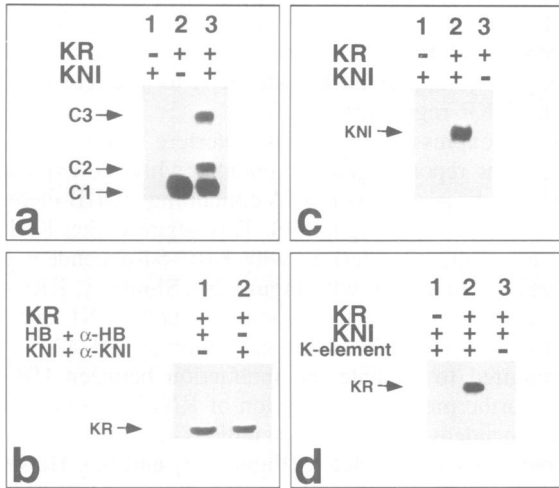 1 2 3
KR - + +
KNI + - +
C3
C2
C1
a
1 2 3
KR - + +
KNI + + -
KNI
c
1 2
KR + +
HB + α-HB + -
KNI + α-KNI - +
KR
b
1 2 3
KR - + +
KNI + + +
K-element + + -
KR
d